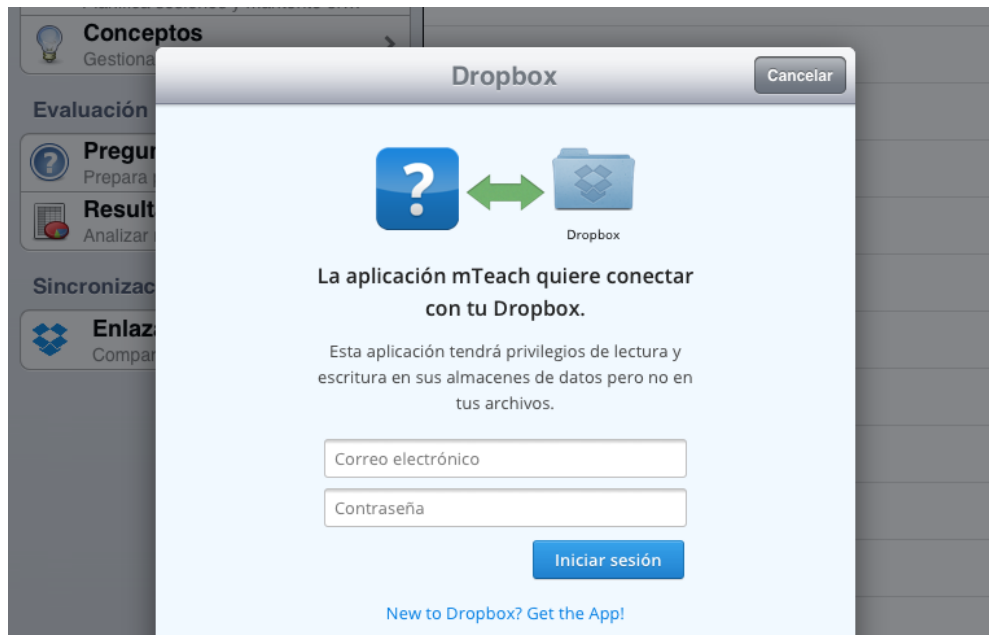 Conceptos
Gestiona
Evaluación
Pregun
Prepara
Result
Analizar
Sincronizac
Enlaza
Compar
Dropbox
Cancelar
?
Dropbox
La aplicación mTeach quiere conectar
con tu Dropbox.
Esta aplicación tendrá privilegios de lectura y
escritura en sus almacenes de datos pero no en
tus archivos.
Correo electrónico
Contraseña
Iniciar sesión
New to Dropbox? Get the App!